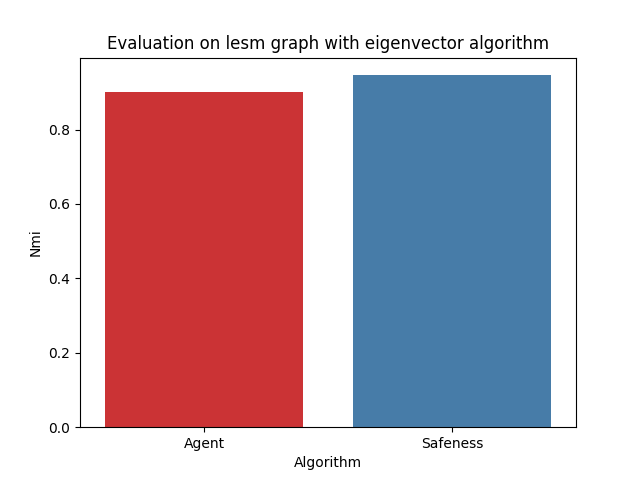 Evaluation on lesm graph with eigenvector algorithm
Nmi
0.8
0.6
0.4
0.2
0.0
Agent
Safeness
Algorithm